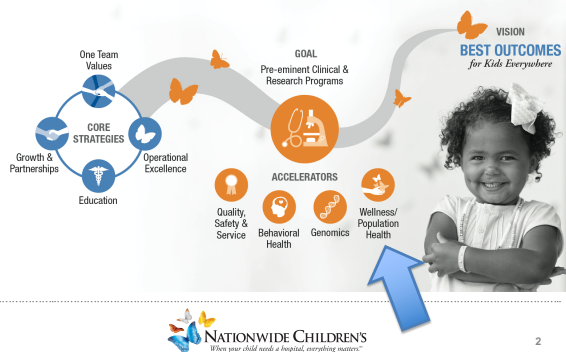 VISION
BEST OUTCOMES
for Kids Everywhere
GOAL
Pre-eminent Clinical &
Research Programs
One Team
Values
CORE
STRATEGIES
Growth &
Partnerships
Operational
Excellence
Education
ACCELERATORS
Quality,
Safety &
Service
Behavioral
Health
Genomics
Wellness/
Population
Health
NATIONWIDE CHILDREN'S
When your child needs a hospital, everything matters.™
2